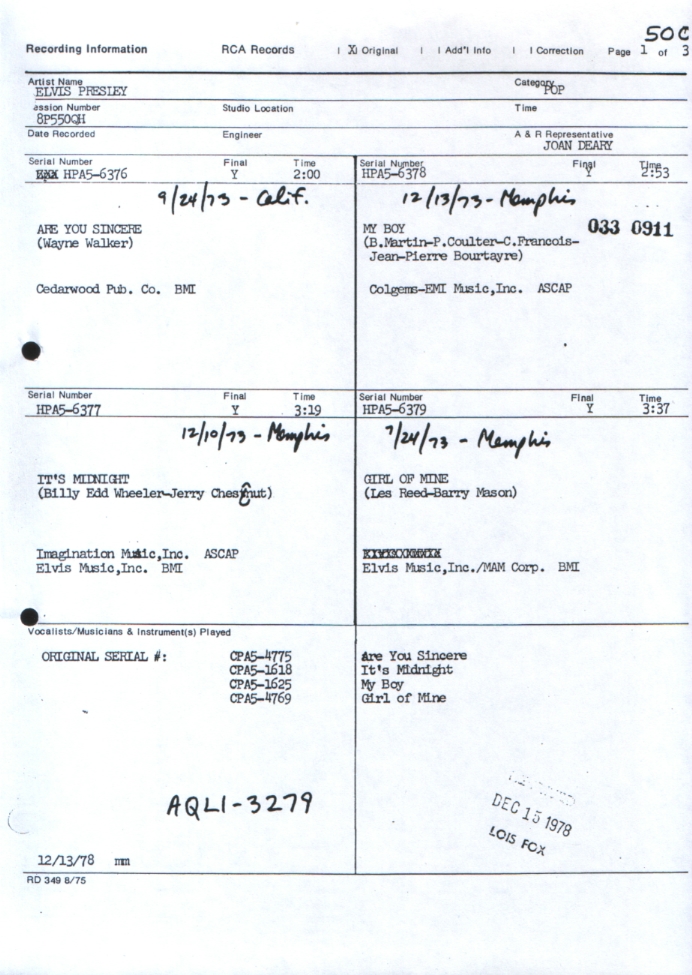 50C
Recording Information RCA Records | X| Original | | Add'l Info | | Correction Page 1 of 3
Artist Name
ELVIS PRESLEY
Category
POP
ession Number Studio Location Time
8P550QH
Date Recorded Engineer A & R Representative
JOAN DEARY
Serial Number Final Time
HPA5-6376 Y 2:00
9/24/73 - Calif.
ARE YOU SINCERE
(Wayne Walker)
Cedarwood Pub. Co. BMI
Serial Number Final Time
HPA5-6378 Y 2:53
12/13/73 - Memphis
MY BOY 033 0911
(B.Martin-P.Coulter-C.Francois-
Jean-Pierre Bourtayre)
Colgems-EMI Music,Inc. ASCAP
Serial Number Final Time
HPA5-6377 Y 3:19
12/10/73 - Memphis
IT'S MIDNIGHT
(Billy Edd Wheeler-Jerry Chesnut)
Imagination Music,Inc. ASCAP
Elvis Music,Inc. BMI
Serial Number Final Time
HPA5-6379 Y 3:37
7/24/73 - Memphis
GIRL OF MINE
(Les Reed-Barry Mason)
Elvis Music,Inc./MAM Corp. BMI
Vocalists/Musicians & Instrument(s) Played
ORIGINAL SERIAL #: CPA5-4775 Are You Sincere
CPA5-1618 It's Midnight
CPA5-1625 My Boy
CPA5-4769 Girl of Mine
AQL1-3279
DEC 15 1978
LOIS FOX
12/13/78 mm
RD 349 8/75